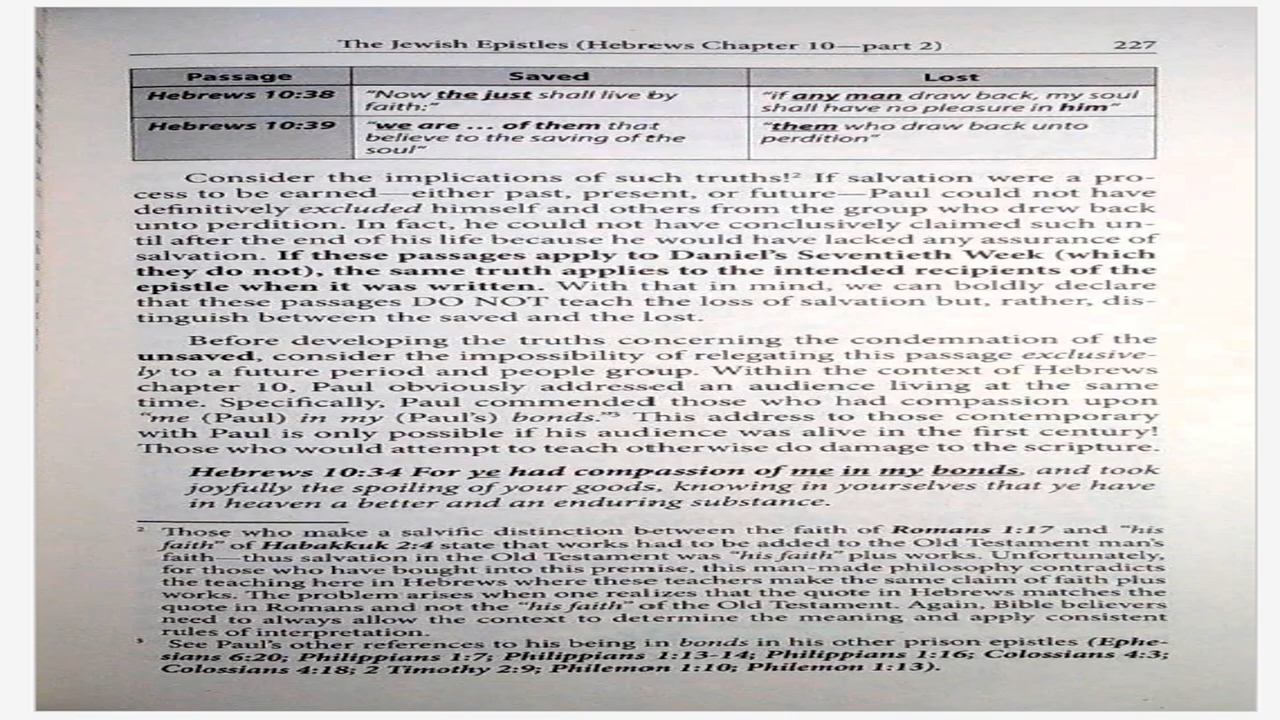 The Jewish Epistles (Hebrews Chapter 10—part 2) 227
Passage Saved Lost
Hebrews 10:38 "Now the just shall live by faith:" "if any man draw back, my soul shall have no pleasure in him"
Hebrews 10:39 "we are ... of them that believe to the saving of the soul" "them who draw back unto perdition"
Consider the implications of such truths!² If salvation were a pro-
cess to be earned—either past, present, or future—Paul could not have
definitively excluded himself and others from the group who drew back
unto perdition. In fact, he could not have conclusively claimed such un-
til after the end of his life because he would have lacked any assurance of
salvation. If these passages apply to Daniel's Seventieth Week (which
they do not), the same truth applies to the intended recipients of the
epistle when it was written. With that in mind, we can boldly declare
that these passages DO NOT teach the loss of salvation but, rather, dis-
tinguish between the saved and the lost.
Before developing the truths concerning the condemnation of the
unsaved, consider the impossibility of relegating this passage exclusive-
ly to a future period and people group. Within the context of Hebrews
chapter 10, Paul obviously addressed an audience living at the same
time. Specifically, Paul commended those who had compassion upon
"me (Paul) in my (Paul's) bonds."³ This address to those contemporary
with Paul is only possible if his audience was alive in the first century!
Those who would attempt to teach otherwise do damage to the scripture.
Hebrews 10:34 For ye had compassion of me in my bonds, and took
joyfully the spoiling of your goods, knowing in yourselves that ye have
in heaven a better and an enduring substance.
² Those who make a salvific distinction between the faith of Romans 1:17 and "his
faith" of Habakkuk 2:4 state that works had to be added to the Old Testament man's
faith—thus salvation in the Old Testament was "his faith" plus works. Unfortunately,
for those who have bought into this premise, this man-made philosophy contradicts
the teaching here in Hebrews where these teachers make the same claim of faith plus
works. The problem arises when one realizes that the quote in Hebrews matches the
quote in Romans and not the "his faith" of the Old Testament. Again, Bible believers
need to always allow the context to determine the meaning and apply consistent
rules of interpretation.
³ See Paul's other references to his being in bonds in his other prison epistles (Ephe-
sians 6:20; Philippians 1:7; Philippians 1:13-14; Philippians 1:16; Colossians 4:3;
Colossians 4:18; 2 Timothy 2:9; Philemon 1:10; Philemon 1:13).